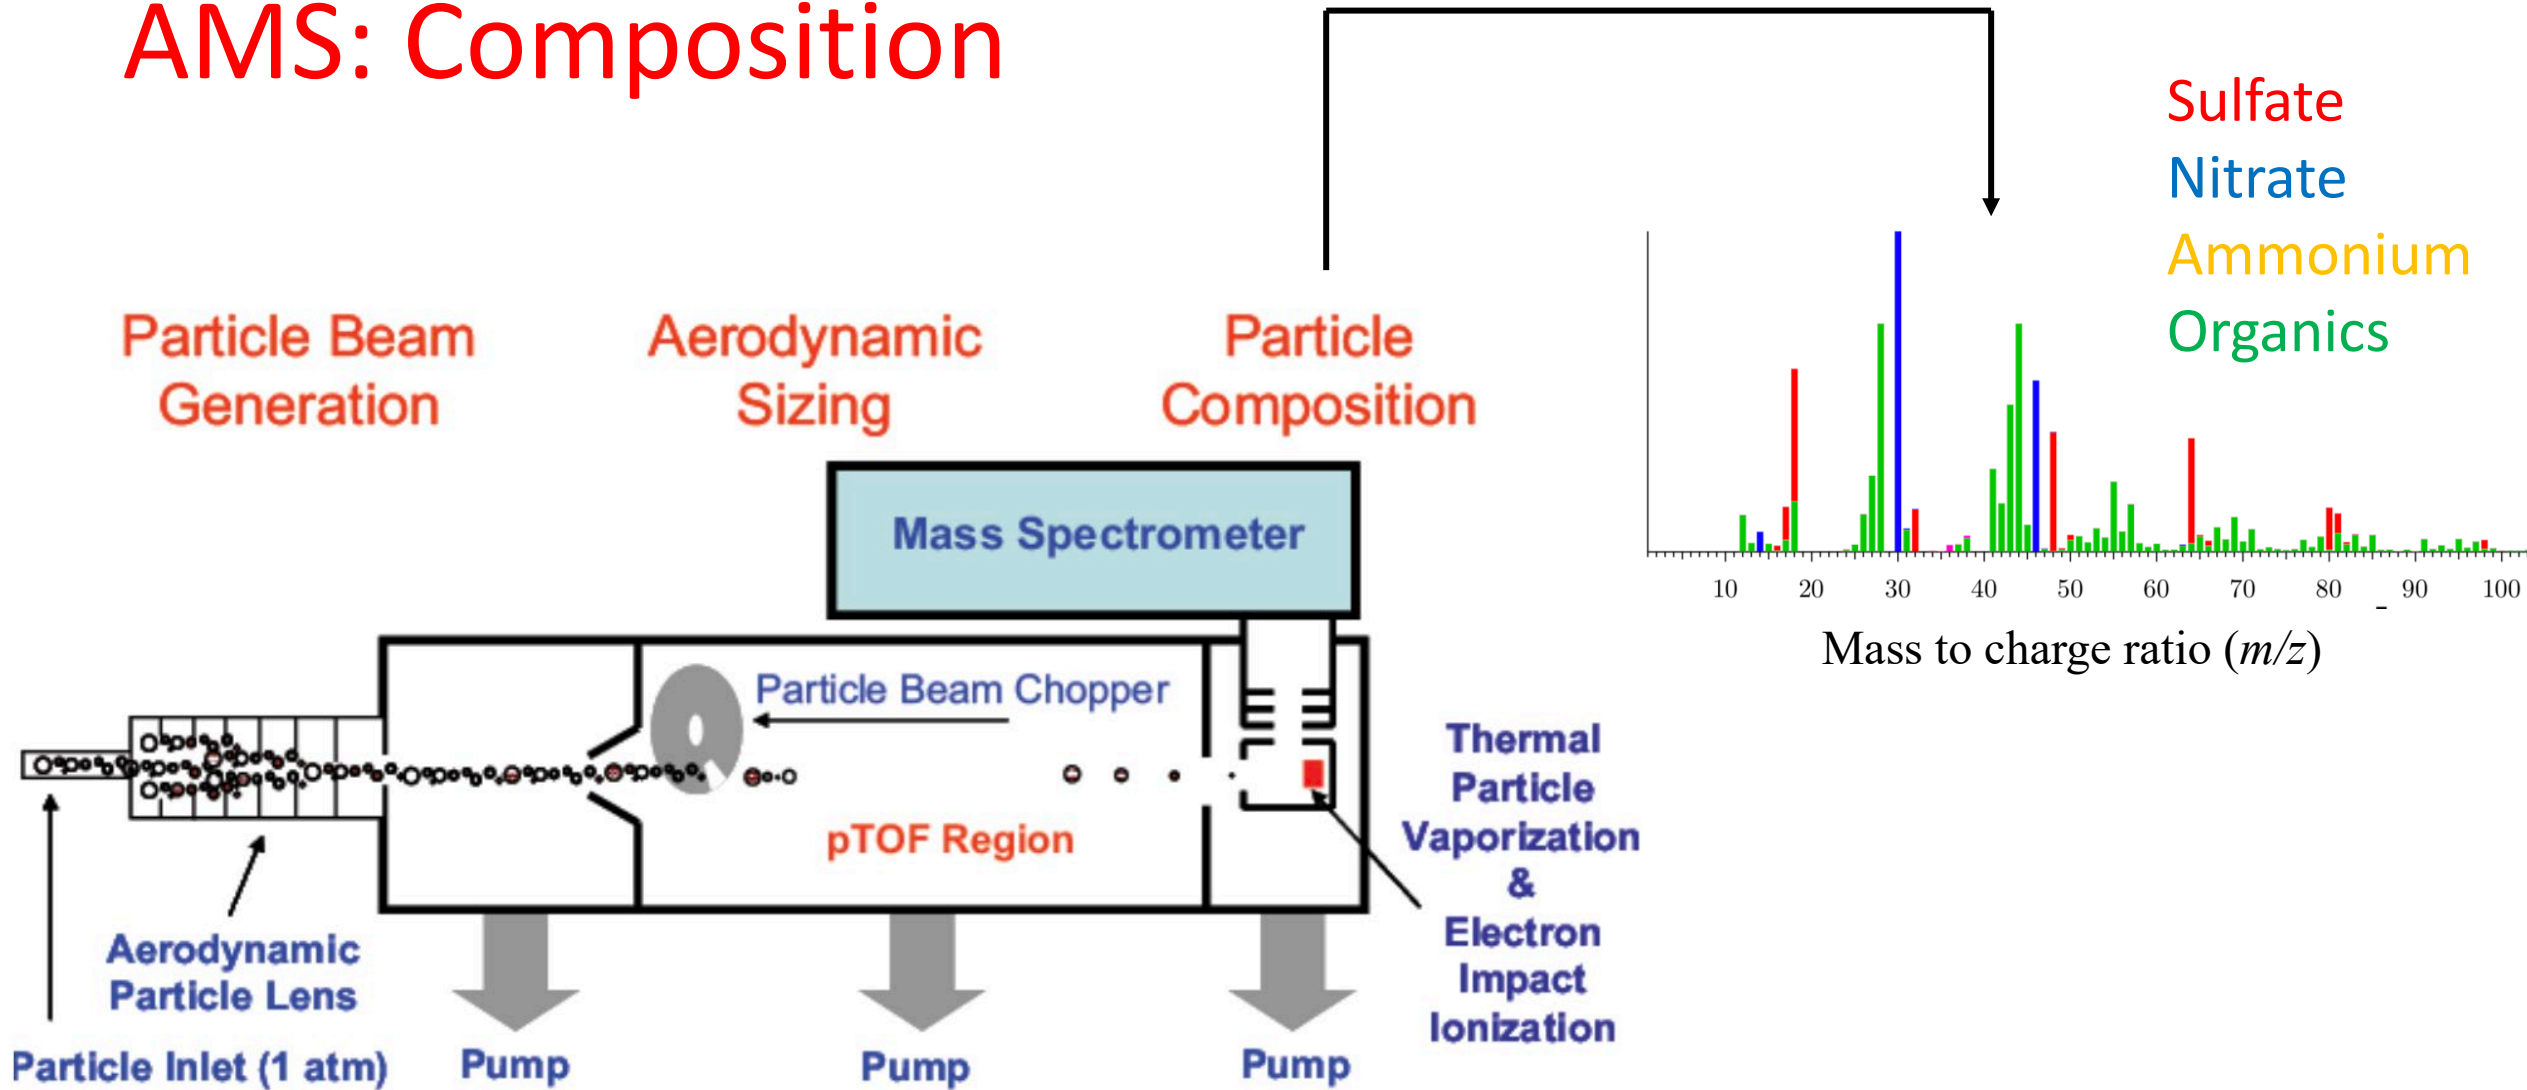 AMS: Composition
Sulfate
Nitrate
Ammonium
Organics
Particle Beam
Generation
Aerodynamic
Sizing
Particle
Composition
Mass Spectrometer
10 20 30 40 50 60 70 80 90 100
Mass to charge ratio (m/z)
Particle Beam Chopper
pTOF Region
Thermal
Particle
Vaporization
&
Electron
Impact
Ionization
Aerodynamic
Particle Lens
Particle Inlet (1 atm)
Pump
Pump
Pump